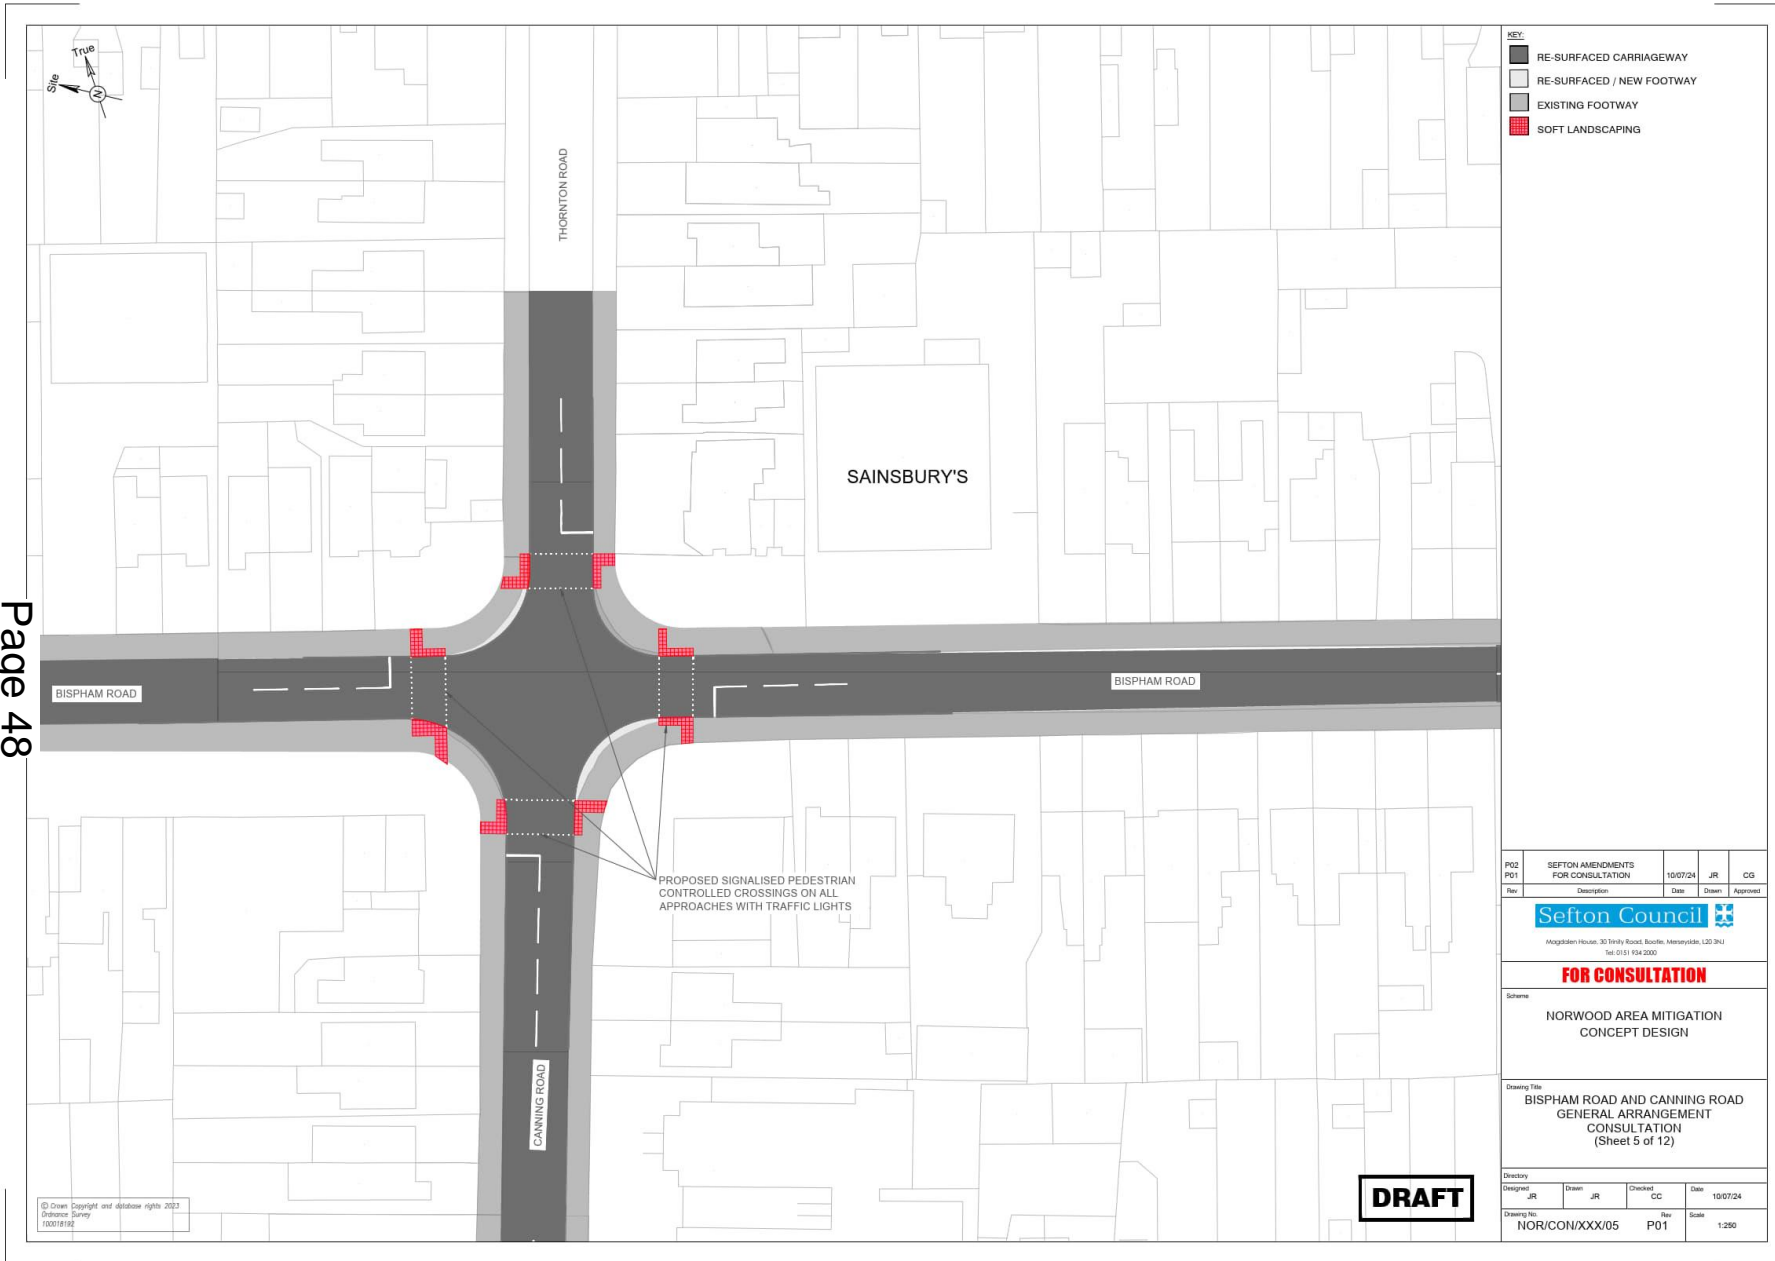 True
Site
N
THORNTON ROAD
SAINSBURY'S
BISPHAM ROAD
BISPHAM ROAD
PROPOSED SIGNALISED PEDESTRIAN
CONTROLLED CROSSINGS ON ALL
APPROACHES WITH TRAFFIC LIGHTS
CANNING ROAD
Page 48
© Crown Copyright and database rights 2023
Ordnance Survey
100018192
DRAFT
KEY:
RE-SURFACED CARRIAGEWAY
RE-SURFACED / NEW FOOTWAY
EXISTING FOOTWAY
SOFT LANDSCAPING
P02 SEFTON AMENDMENTS
P01 FOR CONSULTATION 10/07/24 JR CG
Rev Description Date Drawn Approved
Sefton Council
Magdalen House, 30 Trinity Road, Bootle, Merseyside, L20 3NJ
Tel: 0151 934 2000
FOR CONSULTATION
Scheme
NORWOOD AREA MITIGATION
CONCEPT DESIGN
Drawing Title
BISPHAM ROAD AND CANNING ROAD
GENERAL ARRANGEMENT
CONSULTATION
(Sheet 5 of 12)
Directory
Designed Drawn Checked Date
JR JR CC 10/07/24
Drawing No. Rev Scale
NOR/CON/XXX/05 P01 1:250